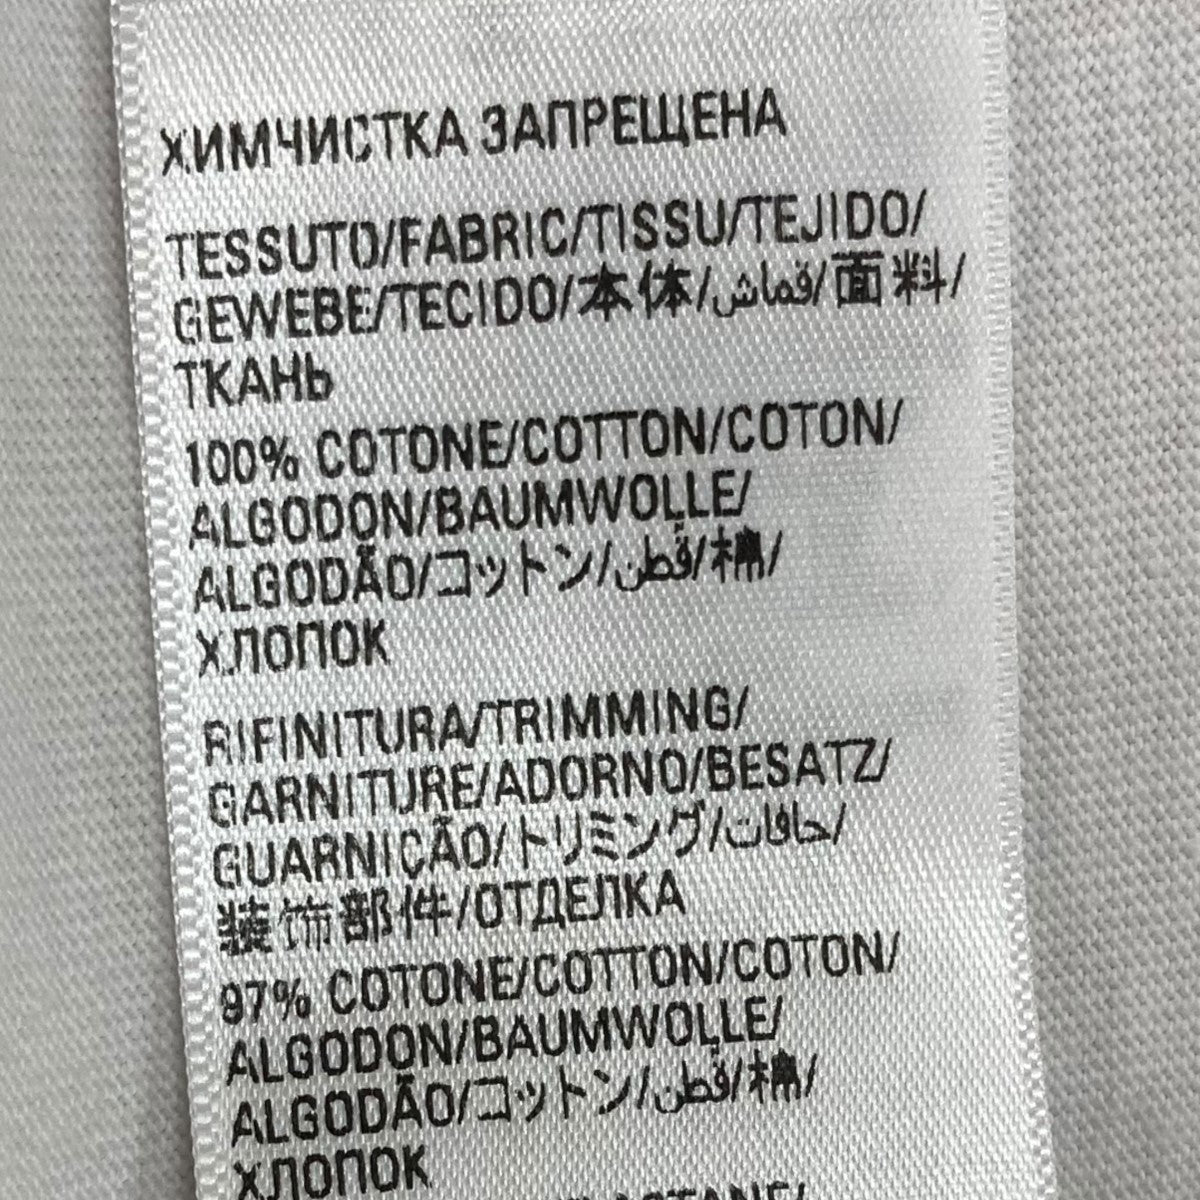 ХИМЧИСТКА ЗАПРЕЩЕНА
TESSUTO/FABRIC/TISSU/TEJIDO/
GEWEBE/TECIDO/本体/قماش/面料/
ТКАНЬ
100% COTONE/COTTON/COTON/
ALGODON/BAUMWOLLE/
ALGODÃO/コットン/قطن/棉/
ХЛОПОК
RIFINITURA/TRIMMING/
GARNITURE/ADORNO/BESATZ/
GUARNIÇÃO/トリミング/حافات/
装饰部件/ОТДЕЛКА
97% COTONE/COTTON/COTON/
ALGODON/BAUMWOLLE/
ALGODÃO/コットン/قطن/棉/
ХЛОПОК